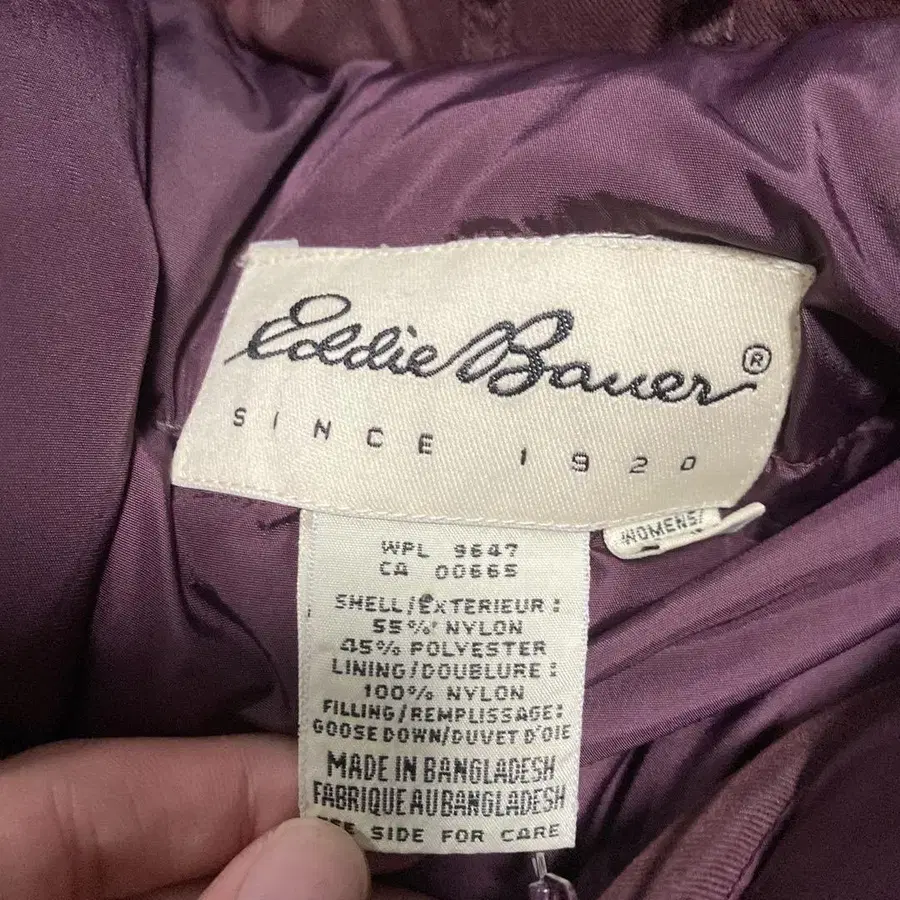 Eddie Bauer®
SINCE 1920
WOMENS/
WPL 9647
CA 00665
SHELL/EXTERIEUR:
55% NYLON
45% POLYESTER
LINING/DOUBLURE:
100% NYLON
FILLING/REMPLISSAGE:
GOOSE DOWN/DUVET D'OIE
MADE IN BANGLADESH
FABRIQUE AU BANGLADESH
SIDE FOR CARE